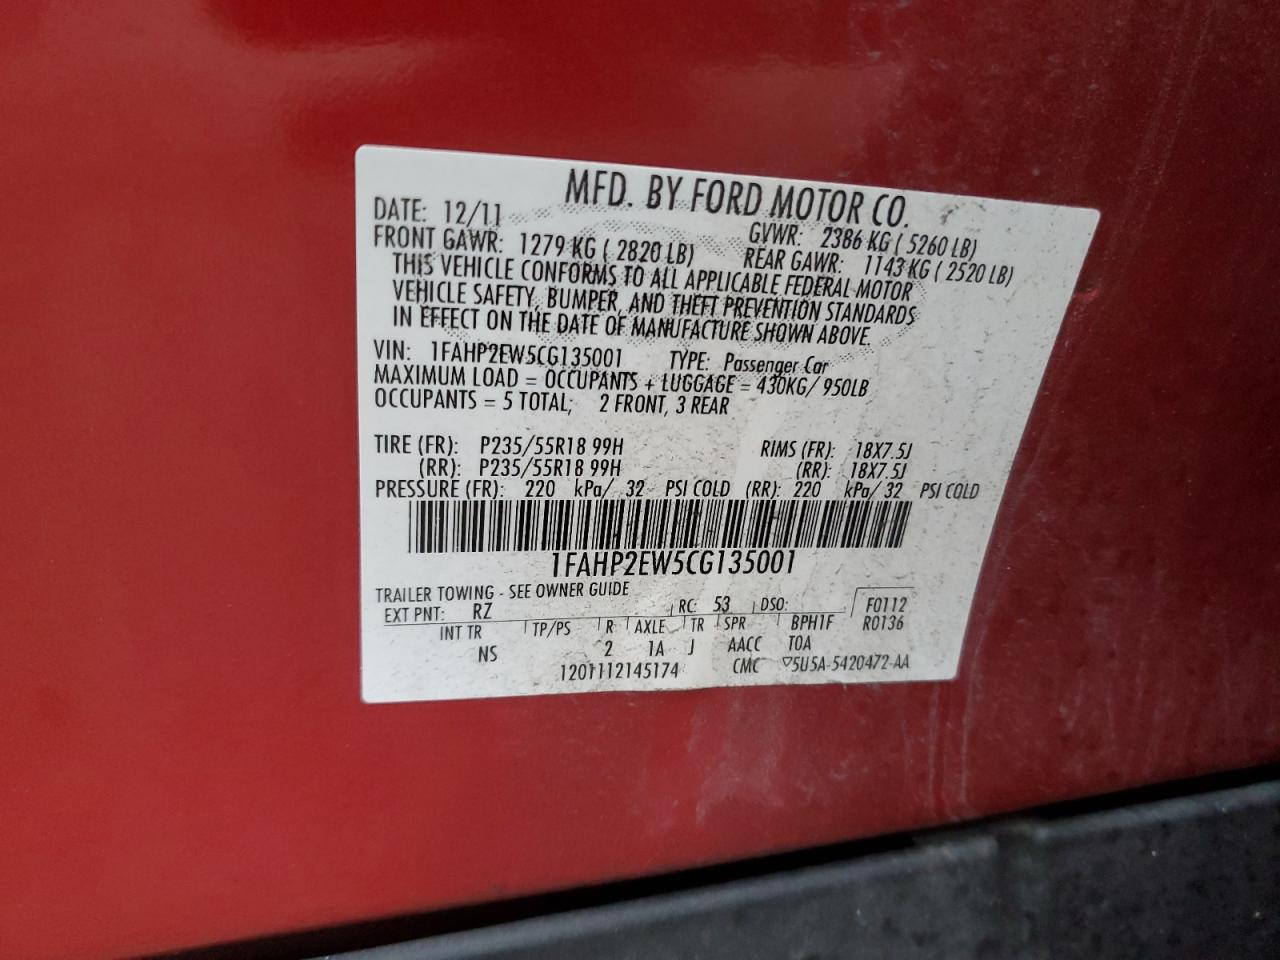 MFD. BY FORD MOTOR CO.
DATE: 12/11 GVWR: 2386 KG ( 5260 LB)
FRONT GAWR: 1279 KG ( 2820 LB) REAR GAWR: 1143 KG ( 2520 LB)
THIS VEHICLE CONFORMS TO ALL APPLICABLE FEDERAL MOTOR
VEHICLE SAFETY, BUMPER, AND THEFT PREVENTION STANDARDS
IN EFFECT ON THE DATE OF MANUFACTURE SHOWN ABOVE.
VIN: 1FAHP2EW5CG135001 TYPE: Passenger Car
MAXIMUM LOAD = OCCUPANTS + LUGGAGE = 430KG/ 950LB
OCCUPANTS = 5 TOTAL; 2 FRONT, 3 REAR
TIRE (FR): P235/55R18 99H RIMS (FR): 18X7.5J
(RR): P235/55R18 99H (RR): 18X7.5J
PRESSURE (FR): 220 kPa/ 32 PSI COLD (RR): 220 kPa/ 32 PSI COLD
1FAHP2EW5CG135001
TRAILER TOWING - SEE OWNER GUIDE
EXT PNT: RZ RC: 53 DSO: F0112
INT TR TP/PS R AXLE TR SPR BPH1F R0136
NS 2 1A J AACC TOA
1201112145174 CMC ▽5U5A-5420472-AA